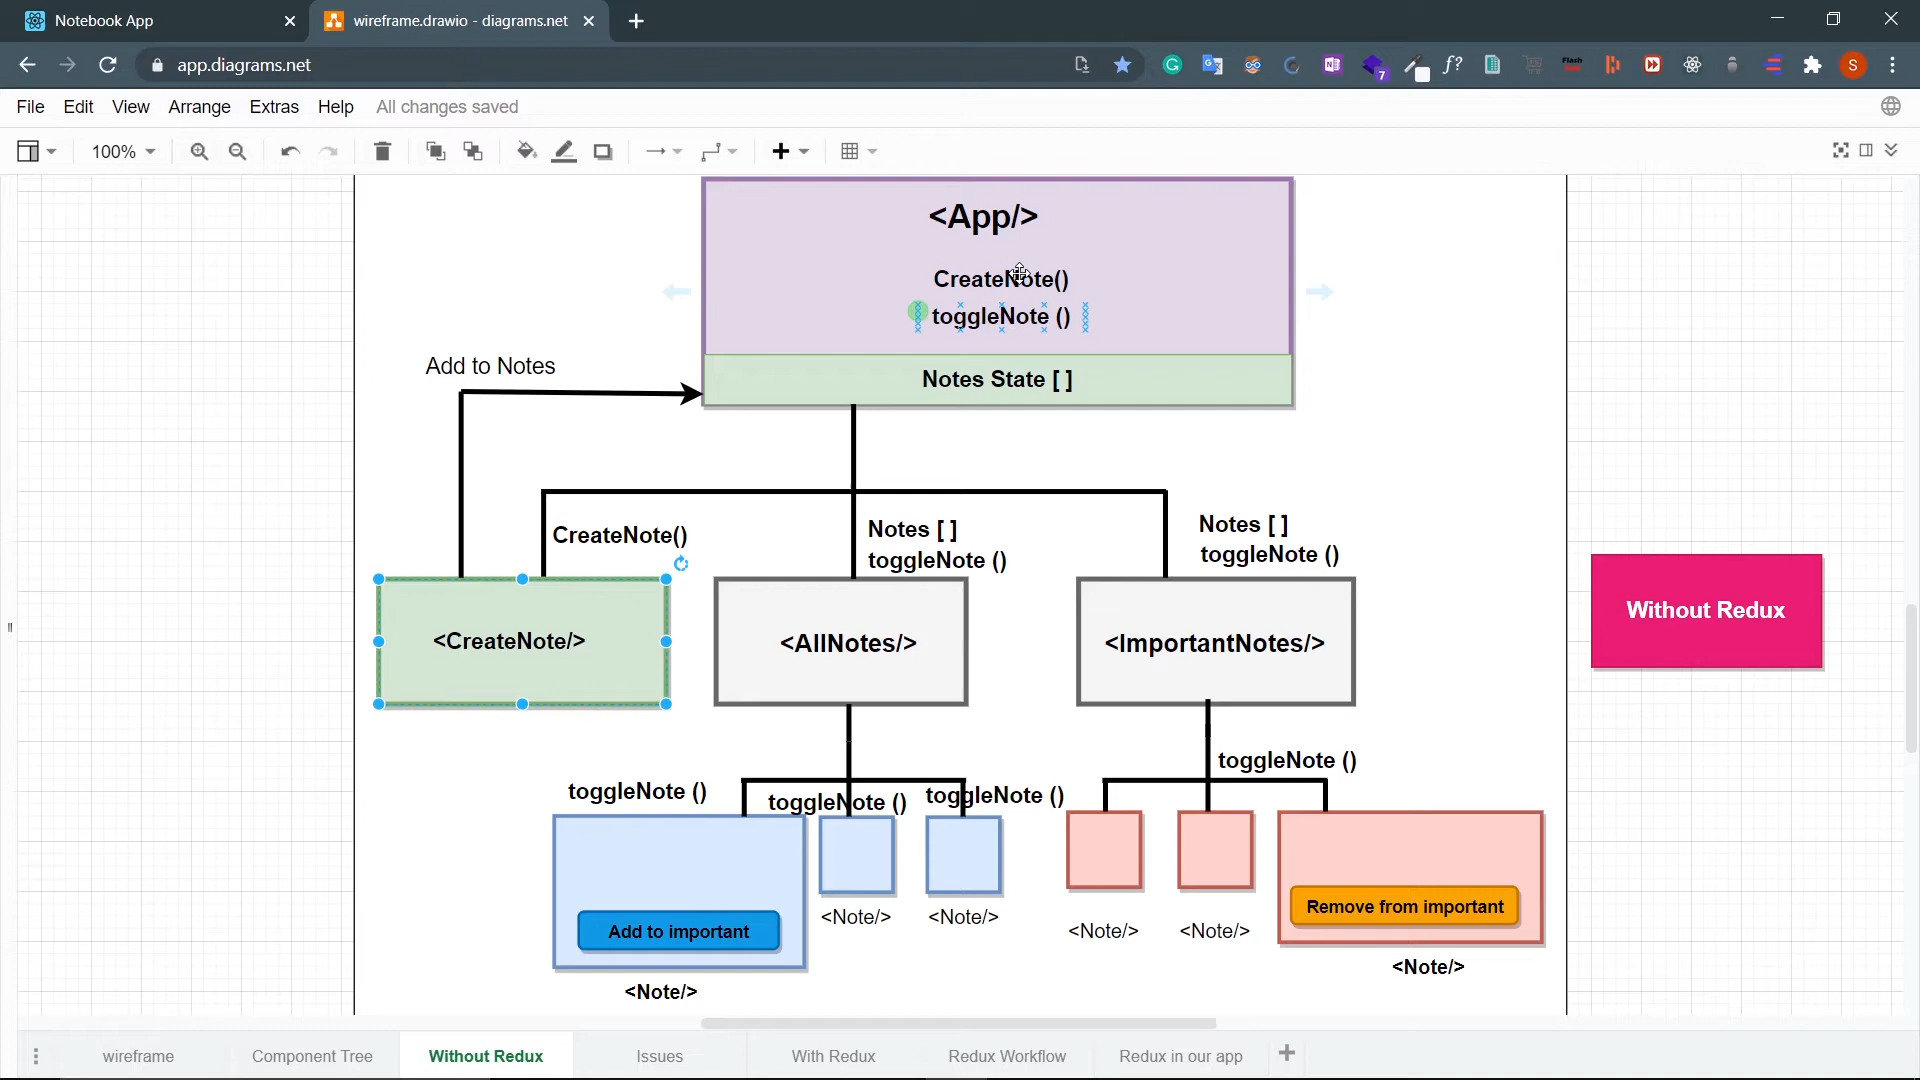 Notebook App
wireframe.drawio - diagrams.net
app.diagrams.net
7
f?
Flash
S
File Edit View Arrange Extras Help All changes saved
100%
<App/>
CreateNote()
toggleNote ()
Notes State [ ]
Add to Notes
CreateNote()
Notes [ ]
toggleNote ()
Notes [ ]
toggleNote ()
<CreateNote/>
<AllNotes/>
<ImportantNotes/>
Without Redux
toggleNote ()
toggleNote ()
toggleNote ()
toggleNote ()
Add to important
<Note/>
<Note/>
<Note/>
<Note/>
<Note/>
Remove from important
<Note/>
wireframe Component Tree Without Redux Issues With Redux Redux Workflow Redux in our app